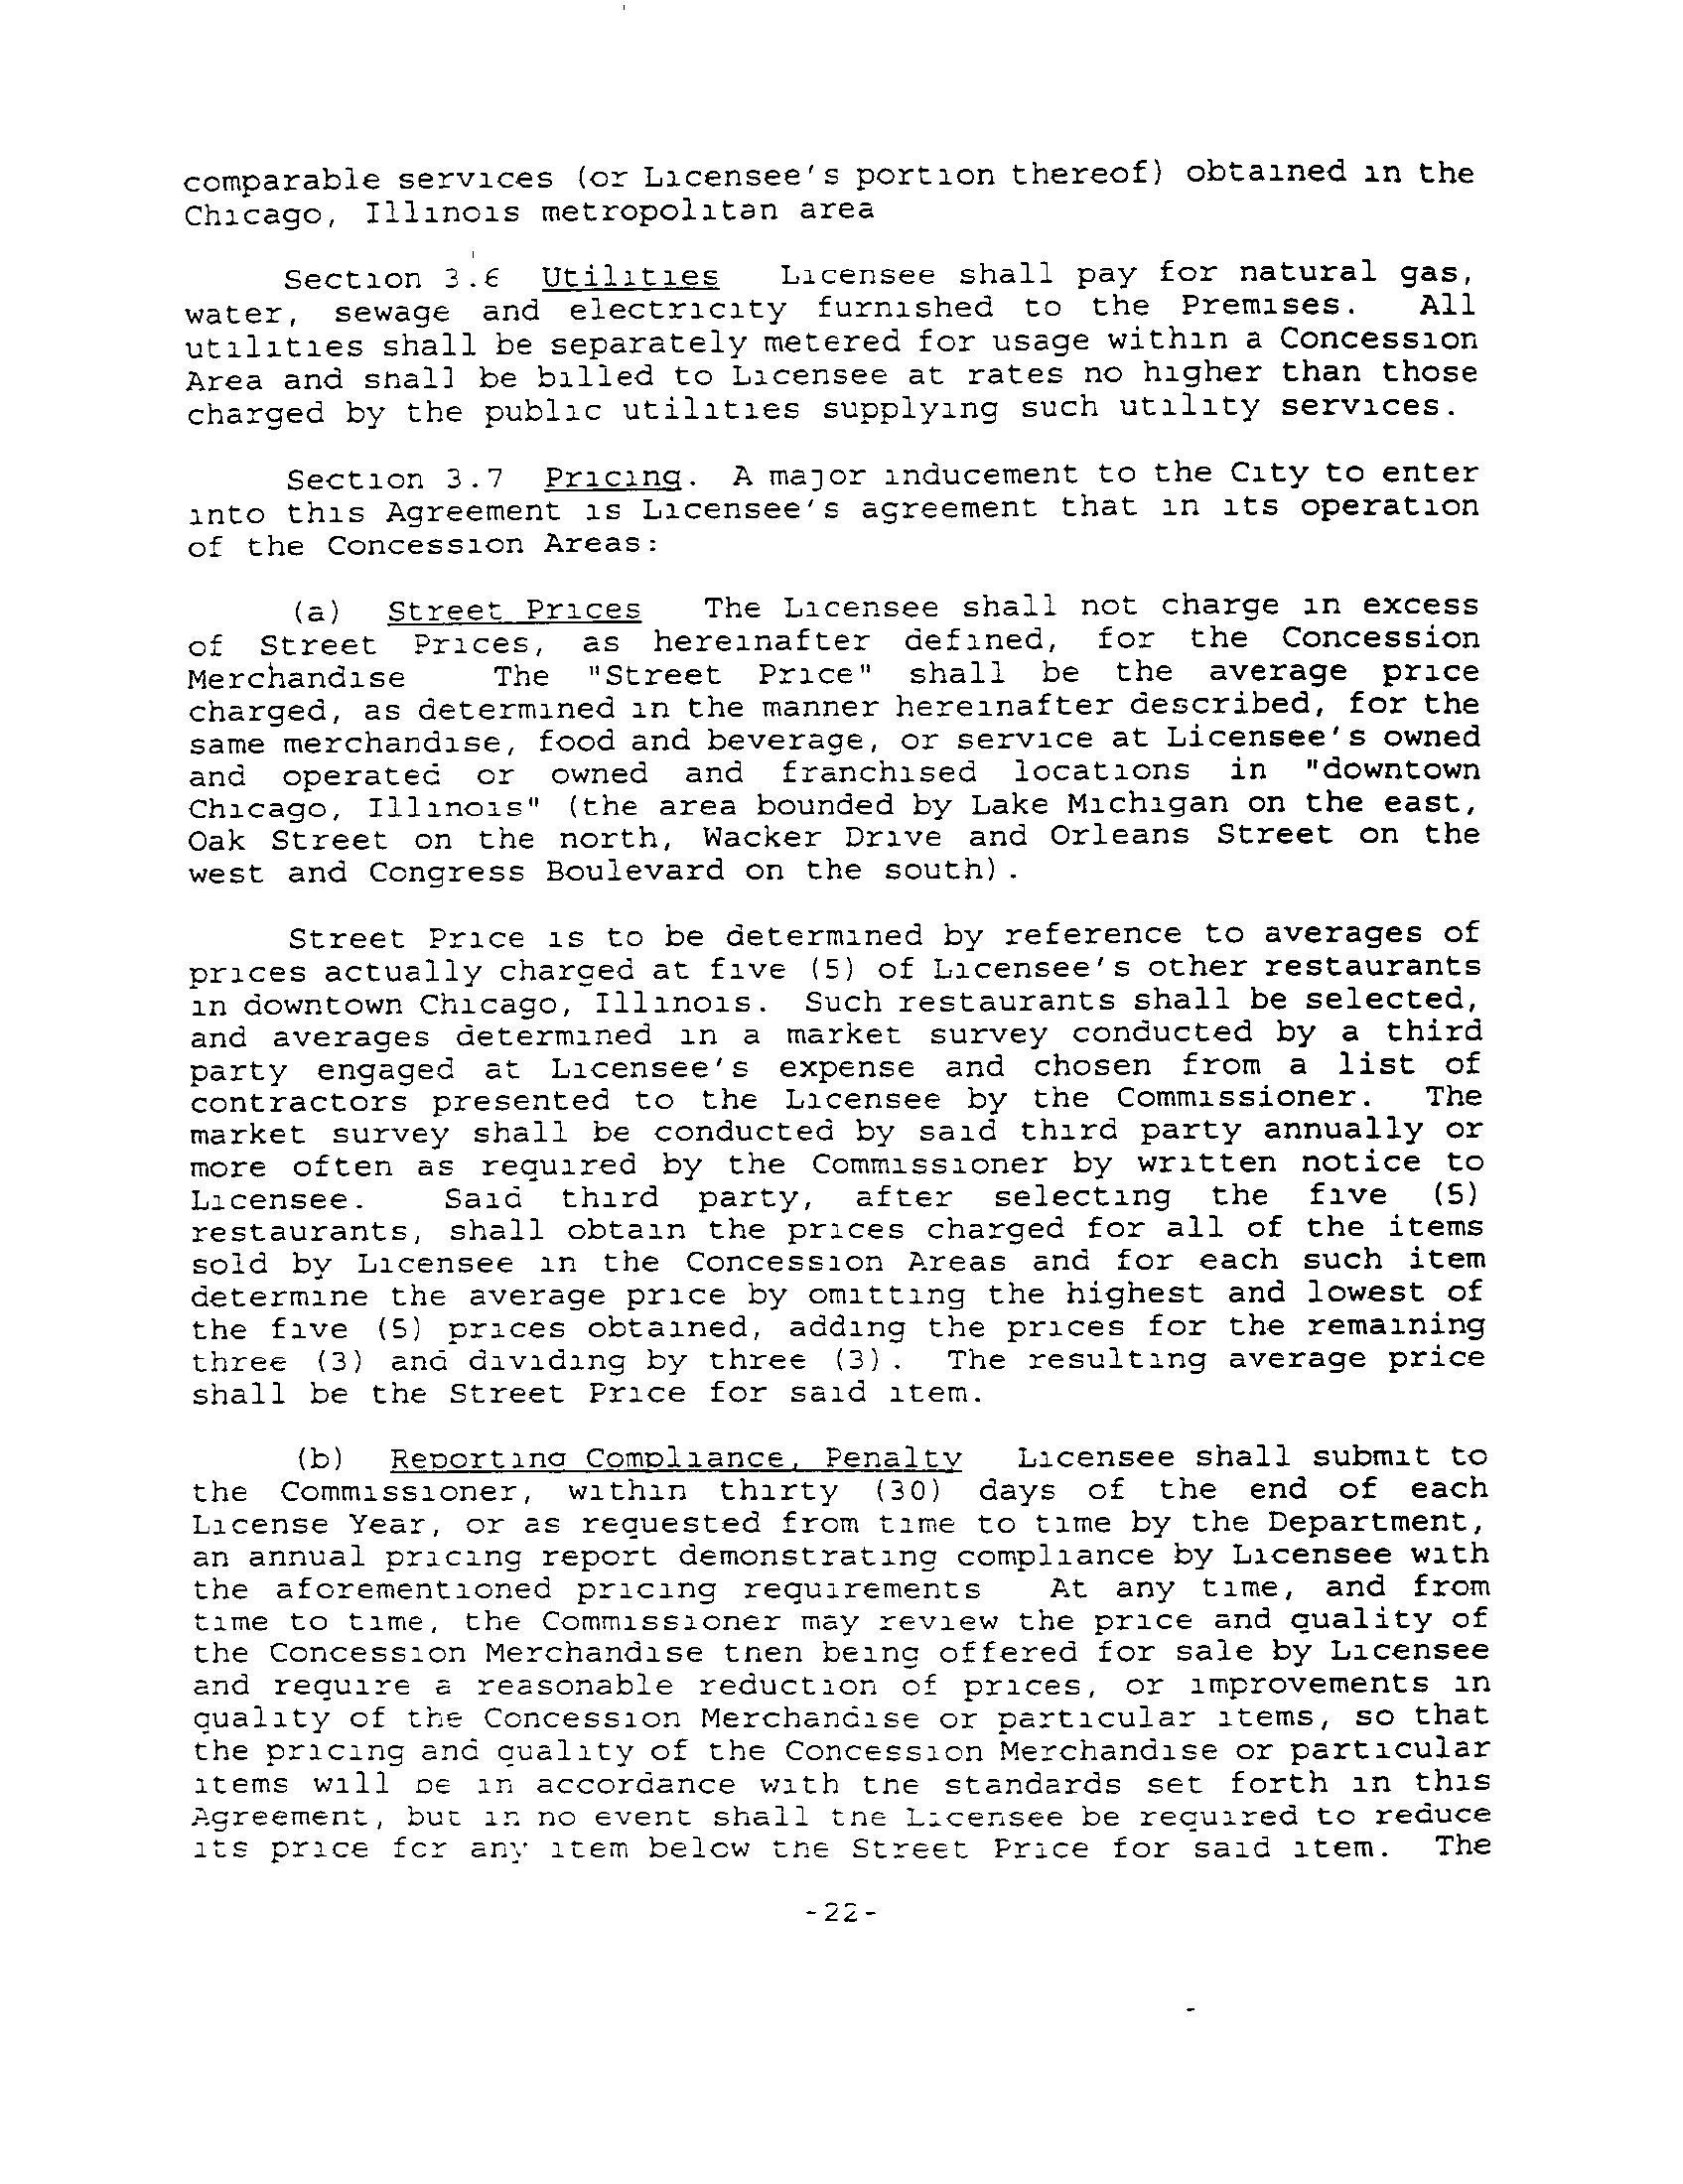 comparable services (or Licensee's portion thereof) obtained in the
Chicago, Illinois metropolitan area
Section 3.6 Utilities Licensee shall pay for natural gas,
water, sewage and electricity furnished to the Premises. All
utilities shall be separately metered for usage within a Concession
Area and shall be billed to Licensee at rates no higher than those
charged by the public utilities supplying such utility services.
Section 3.7 Pricing. A major inducement to the City to enter
into this Agreement is Licensee's agreement that in its operation
of the Concession Areas:
(a) Street Prices The Licensee shall not charge in excess
of Street Prices, as hereinafter defined, for the Concession
Merchandise The "Street Price" shall be the average price
charged, as determined in the manner hereinafter described, for the
same merchandise, food and beverage, or service at Licensee's owned
and operated or owned and franchised locations in "downtown
Chicago, Illinois" (the area bounded by Lake Michigan on the east,
Oak Street on the north, Wacker Drive and Orleans Street on the
west and Congress Boulevard on the south).
Street Price is to be determined by reference to averages of
prices actually charged at five (5) of Licensee's other restaurants
in downtown Chicago, Illinois. Such restaurants shall be selected,
and averages determined in a market survey conducted by a third
party engaged at Licensee's expense and chosen from a list of
contractors presented to the Licensee by the Commissioner. The
market survey shall be conducted by said third party annually or
more often as required by the Commissioner by written notice to
Licensee. Said third party, after selecting the five (5)
restaurants, shall obtain the prices charged for all of the items
sold by Licensee in the Concession Areas and for each such item
determine the average price by omitting the highest and lowest of
the five (5) prices obtained, adding the prices for the remaining
three (3) and dividing by three (3). The resulting average price
shall be the Street Price for said item.
(b) Reporting Compliance, Penalty Licensee shall submit to
the Commissioner, within thirty (30) days of the end of each
License Year, or as requested from time to time by the Department,
an annual pricing report demonstrating compliance by Licensee with
the aforementioned pricing requirements At any time, and from
time to time, the Commissioner may review the price and quality of
the Concession Merchandise then being offered for sale by Licensee
and require a reasonable reduction of prices, or improvements in
quality of the Concession Merchandise or particular items, so that
the pricing and quality of the Concession Merchandise or particular
items will be in accordance with the standards set forth in this
Agreement, but in no event shall the Licensee be required to reduce
its price for any item below the Street Price for said item. The
-22-